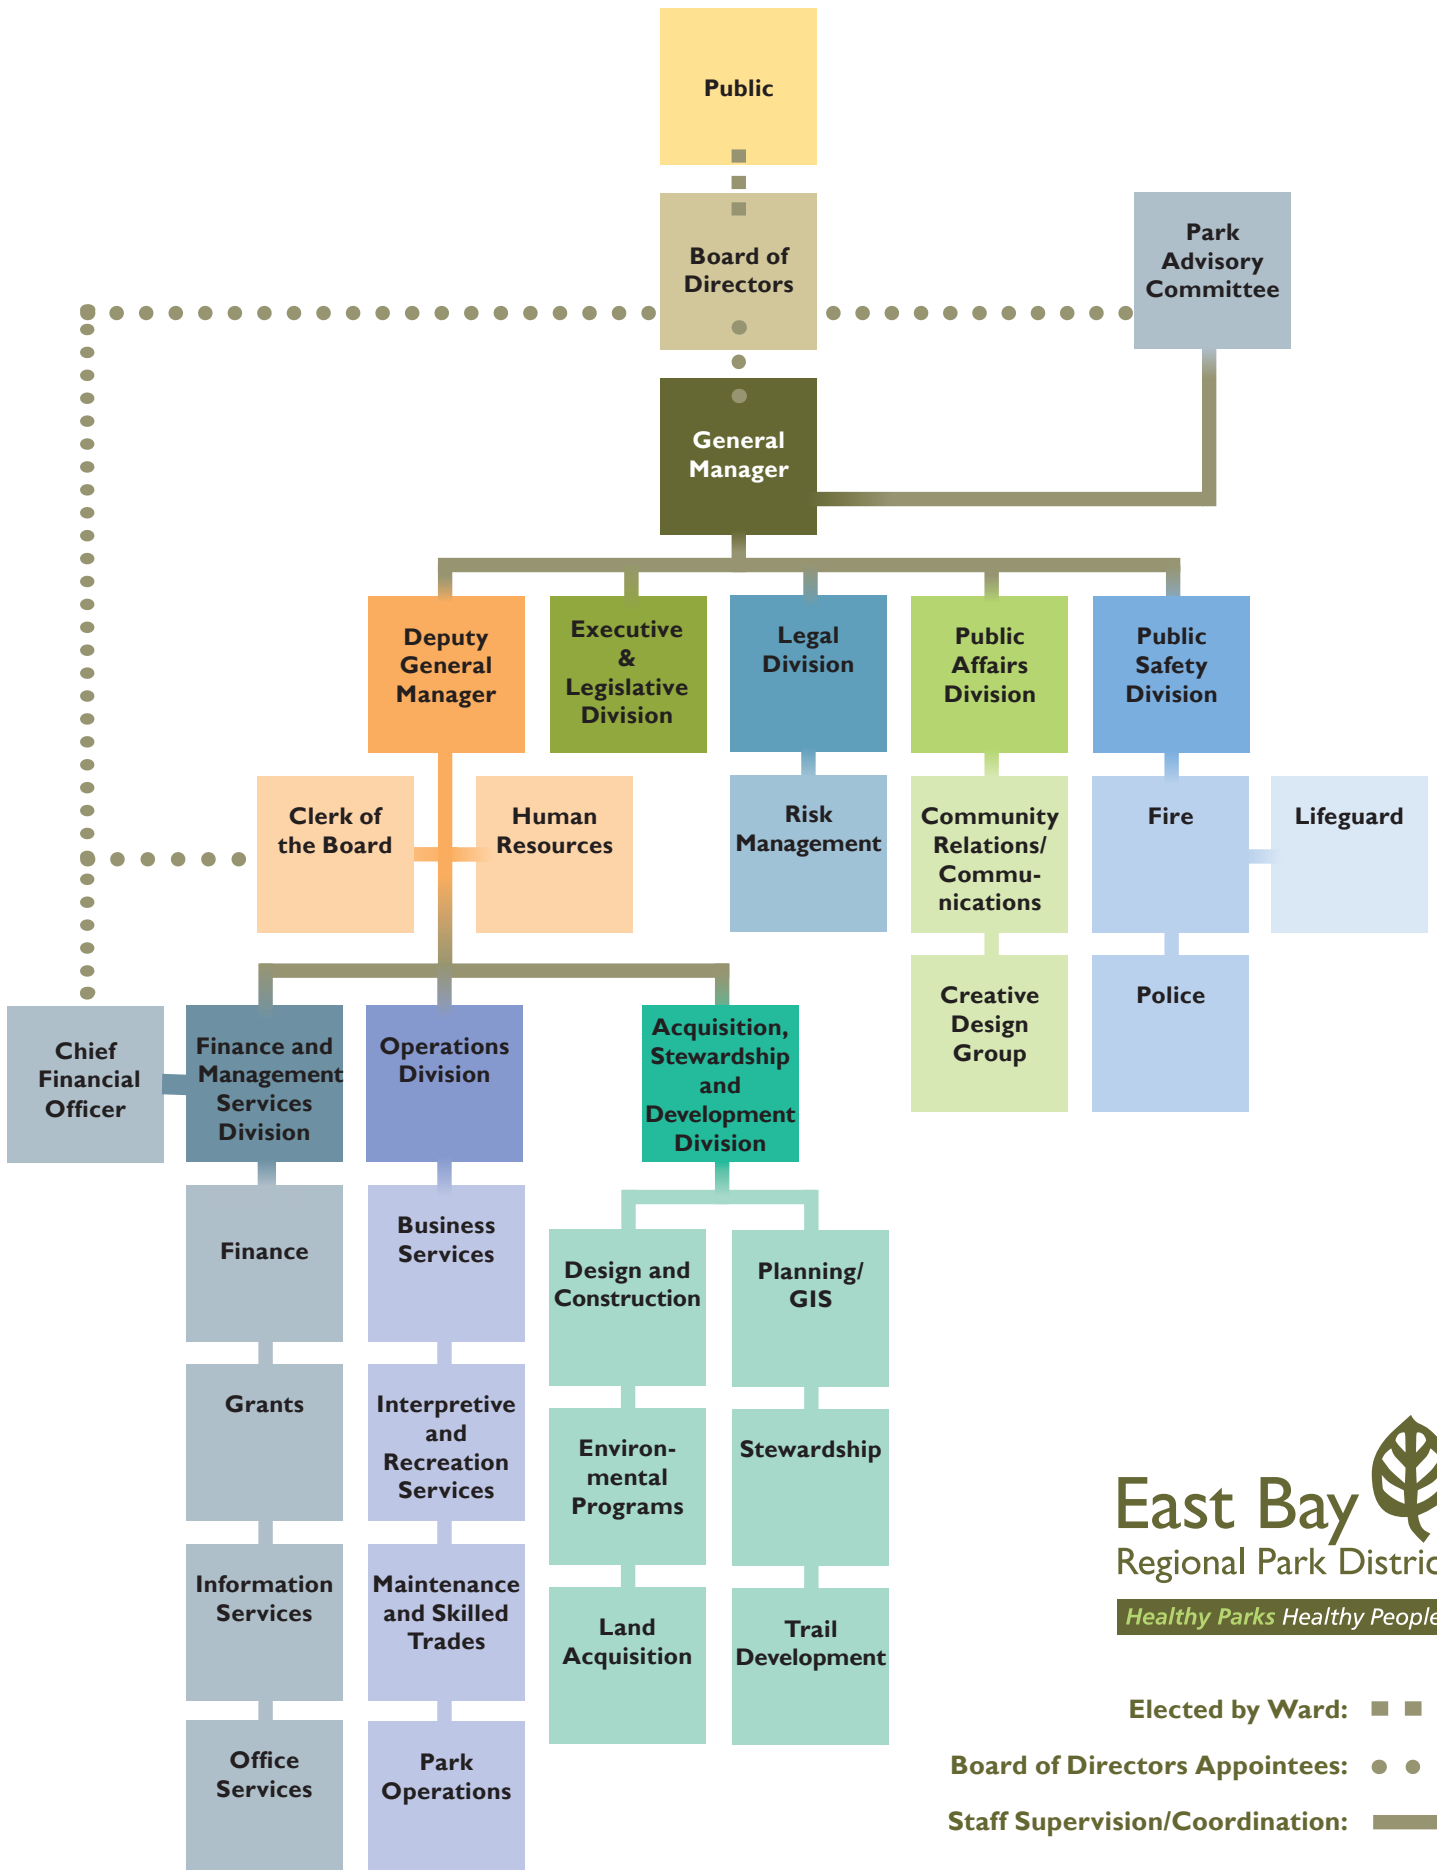 Public
Board of
Directors
Park
Advisory
Committee
General
Manager
Deputy
General
Manager
Executive
&
Legislative
Division
Legal
Division
Public
Affairs
Division
Public
Safety
Division
Clerk of
the Board
Human
Resources
Risk
Management
Community
Relations/
Commu-
nications
Fire
Lifeguard
Creative
Design
Group
Police
Chief
Financial
Officer
Finance and
Management
Services
Division
Operations
Division
Acquisition,
Stewardship
and
Development
Division
Finance
Business
Services
Design and
Construction
Planning/
GIS
Grants
Interpretive
and
Recreation
Services
Environ-
mental
Programs
Stewardship
Information
Services
Maintenance
and Skilled
Trades
Land
Acquisition
Trail
Development
Office
Services
Park
Operations
East Bay
Regional Park Distric
Healthy Parks Healthy People
Elected by Ward:
Board of Directors Appointees:
Staff Supervision/Coordination: